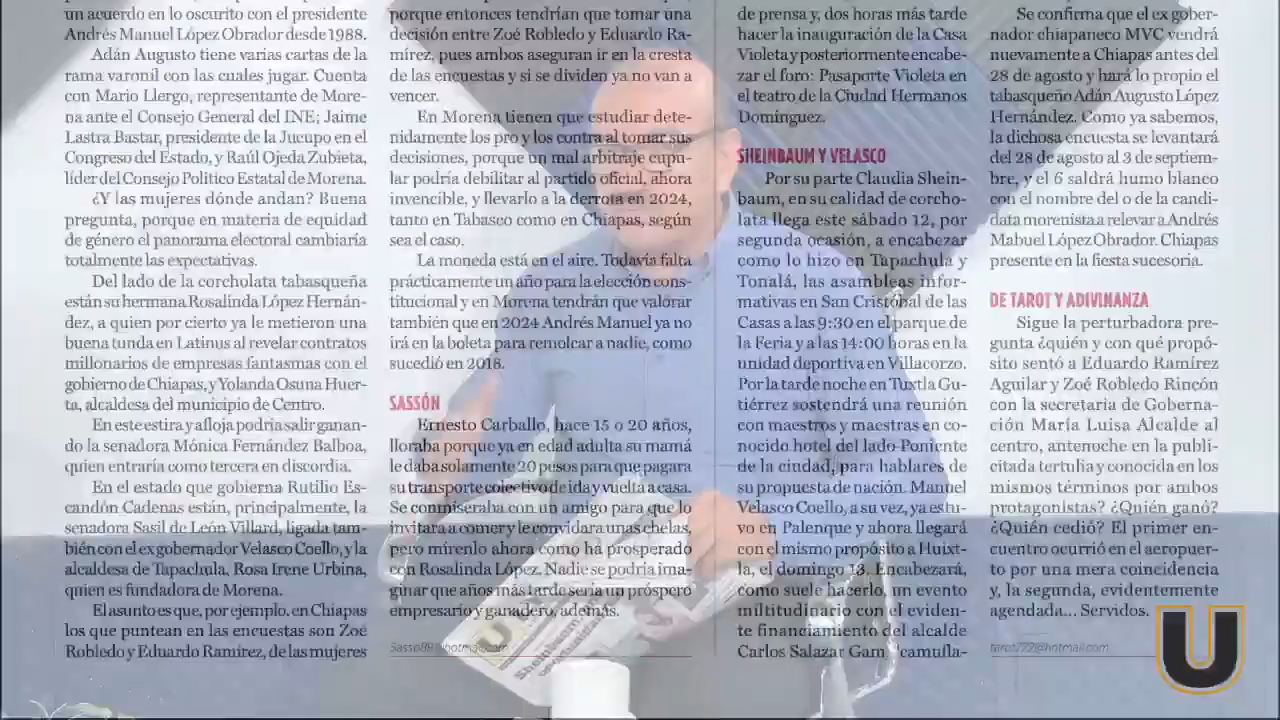 un acuerdo en lo oscurito con el presidente
Andrés Manuel López Obrador desde 1988.
Adán Augusto tiene varias cartas de la
rama varonil con las cuales jugar. Cuenta
con Mario Llergo, representante de More-
na ante el Consejo General del INE; Jaime
Lastra Bastar, presidente de la Jucupo en el
Congreso del Estado, y Raúl Ojeda Zubieta,
líder del Consejo Político Estatal de Morena.
¿Y las mujeres dónde andan? Buena
pregunta, porque en materia de equidad
de género el panorama electoral cambiaría
totalmente las expectativas.
Del lado de la corcholata tabasqueña
están su hermana Rosalinda López Hernán-
dez, a quien por cierto ya le metieron una
buena tunda en Latinus al revelar contratos
millonarios de empresas fantasmas con el
gobierno de Chiapas, y Yolanda Osuna Huer-
ta, alcaldesa del municipio de Centro.
En este estira y afloja podría salir ganan-
do la senadora Mónica Fernández Balboa,
quien entraría como tercera en discordia.
En el estado que gobierna Rutilio Es-
candón Cadenas están, principalmente, la
senadora Sasil de León Villard, ligada tam-
bién con el ex gobernador Velasco Coello, y la
alcaldesa de Tapachula, Rosa Irene Urbina,
quien es fundadora de Morena.
El asunto es que, por ejemplo, en Chiapas
los que puntean en las encuestas son Zoé
Robledo y Eduardo Ramírez, de las mujeres
porque entonces tendrían que tomar una
decisión entre Zoé Robledo y Eduardo Ra-
mírez, pues ambos aseguran ir en la cresta
de las encuestas y si se dividen ya no van a
vencer.
En Morena tienen que estudiar dete-
nidamente los pro y los contra al tomar sus
decisiones, porque un mal arbitraje cupu-
lar podría debilitar al partido oficial, ahora
invencible, y llevarlo a la derrota en 2024,
tanto en Tabasco como en Chiapas, según
sea el caso.
La moneda está en el aire. Todavía falta
prácticamente un año para la elección cons-
titucional y en Morena tendrán que valorar
también que en 2024 Andrés Manuel ya no
irá en la boleta para remolcar a nadie, como
sucedió en 2018.
SASSÓN
Ernesto Carballo, hace 15 o 20 años,
lloraba porque ya en edad adulta su mamá
le daba solamente 20 pesos para que pagara
su transporte colectivo de ida y vuelta a casa.
Se conmiseraba con un amigo para que lo
invitara a comer y le convidara unas chelas,
pero mírenlo ahora como ha prosperado
con Rosalinda López. Nadie se podría ima-
ginar que años más tarde sería un próspero
empresario y ganadero, además.
Sasso89@hotmail.com
de prensa y, dos horas más tarde
hacer la inauguración de la Casa
Violeta y posteriormente encabe-
zar el foro: Pasaporte Violeta en
el teatro de la Ciudad Hermanos
Domínguez.
SHEINBAUM Y VELASCO
Por su parte Claudia Shein-
baum, en su calidad de corcho-
lata llega este sábado 12, por
segunda ocasión, a encabezar
como lo hizo en Tapachula y
Tonalá, las asambleas infor-
mativas en San Cristóbal de las
Casas a las 9:30 en el parque de
la Feria y a las 14:00 horas en la
unidad deportiva en Villacorzo.
Por la tarde noche en Tuxtla Gu-
tiérrez sostendrá una reunión
con maestros y maestras en co-
nocido hotel del lado Poniente
de la ciudad, para hablarles de
su propuesta de nación. Manuel
Velasco Coello, a su vez, ya estu-
vo en Palenque y ahora llegará
con el mismo propósito a Huixt-
la, el domingo 13. Encabezará,
como suele hacerlo, un evento
miltitudinario con el eviden-
te financiamiento del alcalde
Carlos Salazar Gam 'camufla-
Se confirma que el ex gober-
nador chiapaneco MVC vendrá
nuevamente a Chiapas antes del
28 de agosto y hará lo propio el
tabasqueño Adán Augusto López
Hernández. Como ya sabemos,
la dichosa encuesta se levantará
del 28 de agosto al 3 de septiem-
bre, y el 6 saldrá humo blanco
con el nombre del o de la candi-
data morenista a relevar a Andrés
Mabuel López Obrador. Chiapas
presente en la fiesta sucesoria.
DE TAROT Y ADIVINANZA
Sigue la perturbadora pre-
gunta ¿quién y con qué propó-
sito sentó a Eduardo Ramírez
Aguilar y Zoé Robledo Rincón
con la secretaria de Goberna-
ción María Luisa Alcalde al
centro, antenoche en la publi-
citada tertulia y conocida en los
mismos términos por ambos
protagonistas? ¿Quién ganó?
¿Quién cedió? El primer en-
cuentro ocurrió en el aeropuer-
to por una mera coincidencia
y, la segunda, evidentemente
agendada... Servidos.
tarot722@hotmail.com
U